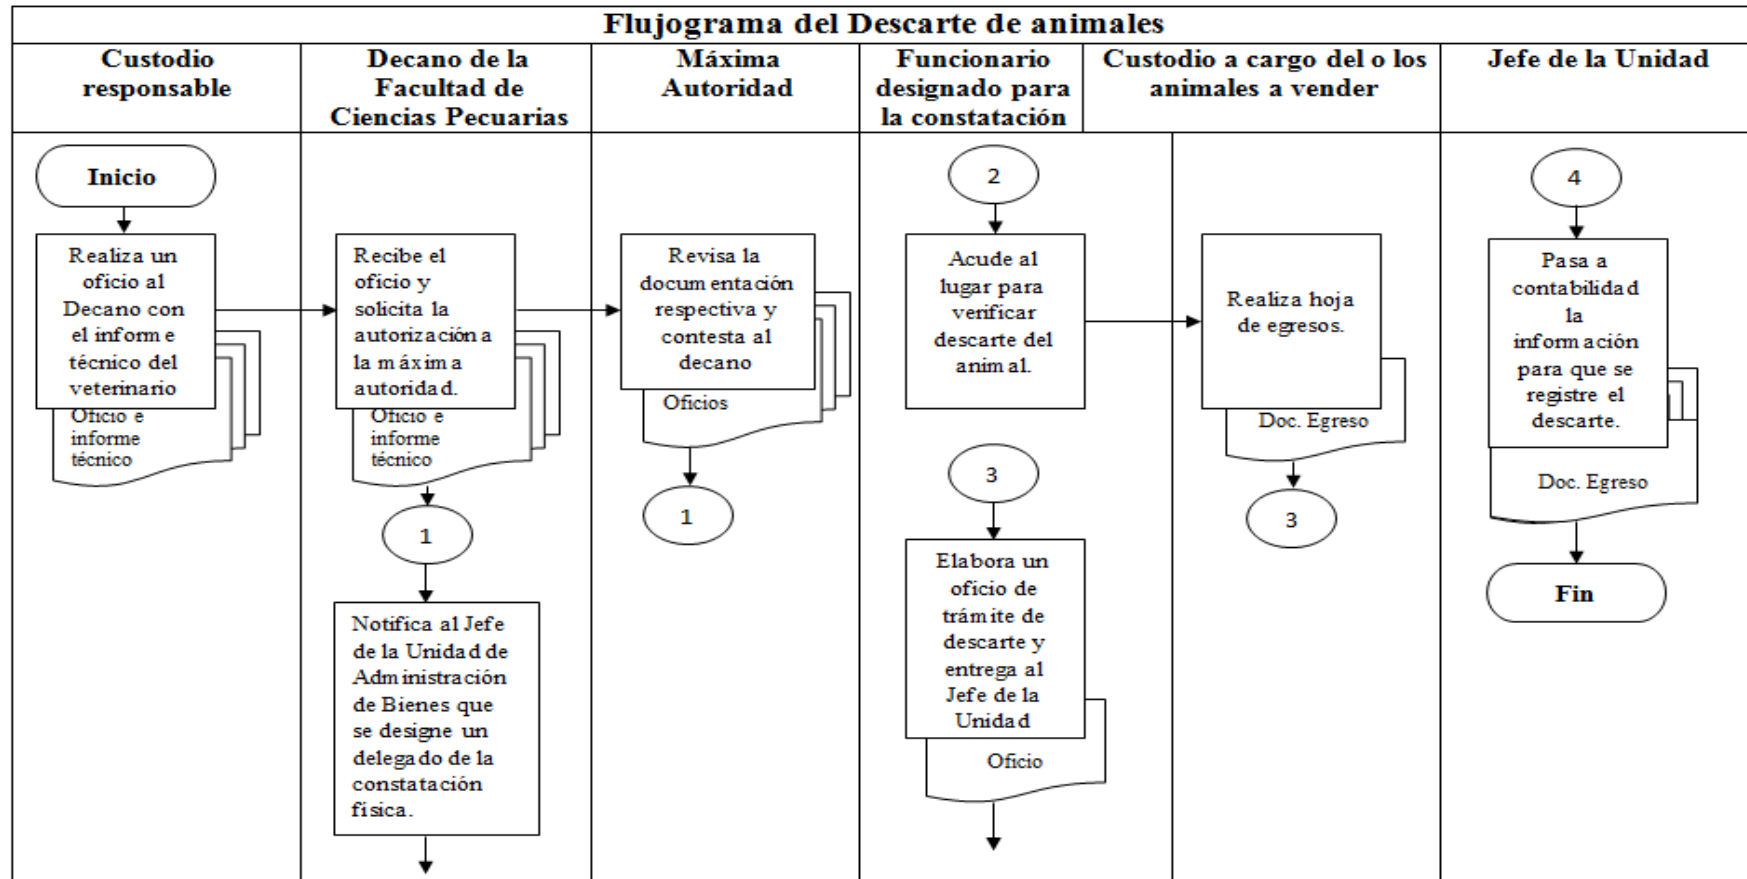 Flujograma del Descarte de animales
Custodio
responsable
Decano de la
Facultad de
Ciencias Pecuarias
Máxima
Autoridad
Funcionario
designado para
la constatación
Custodio a cargo del o los
animales a vender
Jefe de la Unidad
Inicio
Realiza un
oficio al
Decano con
el informe
técnico del
veterinario
Oficio e
informe
técnico
Recibe el
oficio y
solicita la
autorización a
la máxima
autoridad.
Oficio e
informe
técnico
1
Notifica al Jefe
de la Unidad de
Administración
de Bienes que
se designe un
delegado de la
constatación
física.
Revisa la
documentación
respectiva y
contesta al
decano
Oficios
1
2
Acude al
lugar para
verificar
descarte del
animal.
3
Elabora un
oficio de
trámite de
descarte y
entrega al
Jefe de la
Unidad
Oficio
Realiza hoja
de egresos.
Doc. Egreso
3
4
Pasa a
contabilidad
la
información
para que se
registre el
descarte.
Doc. Egreso
Fin